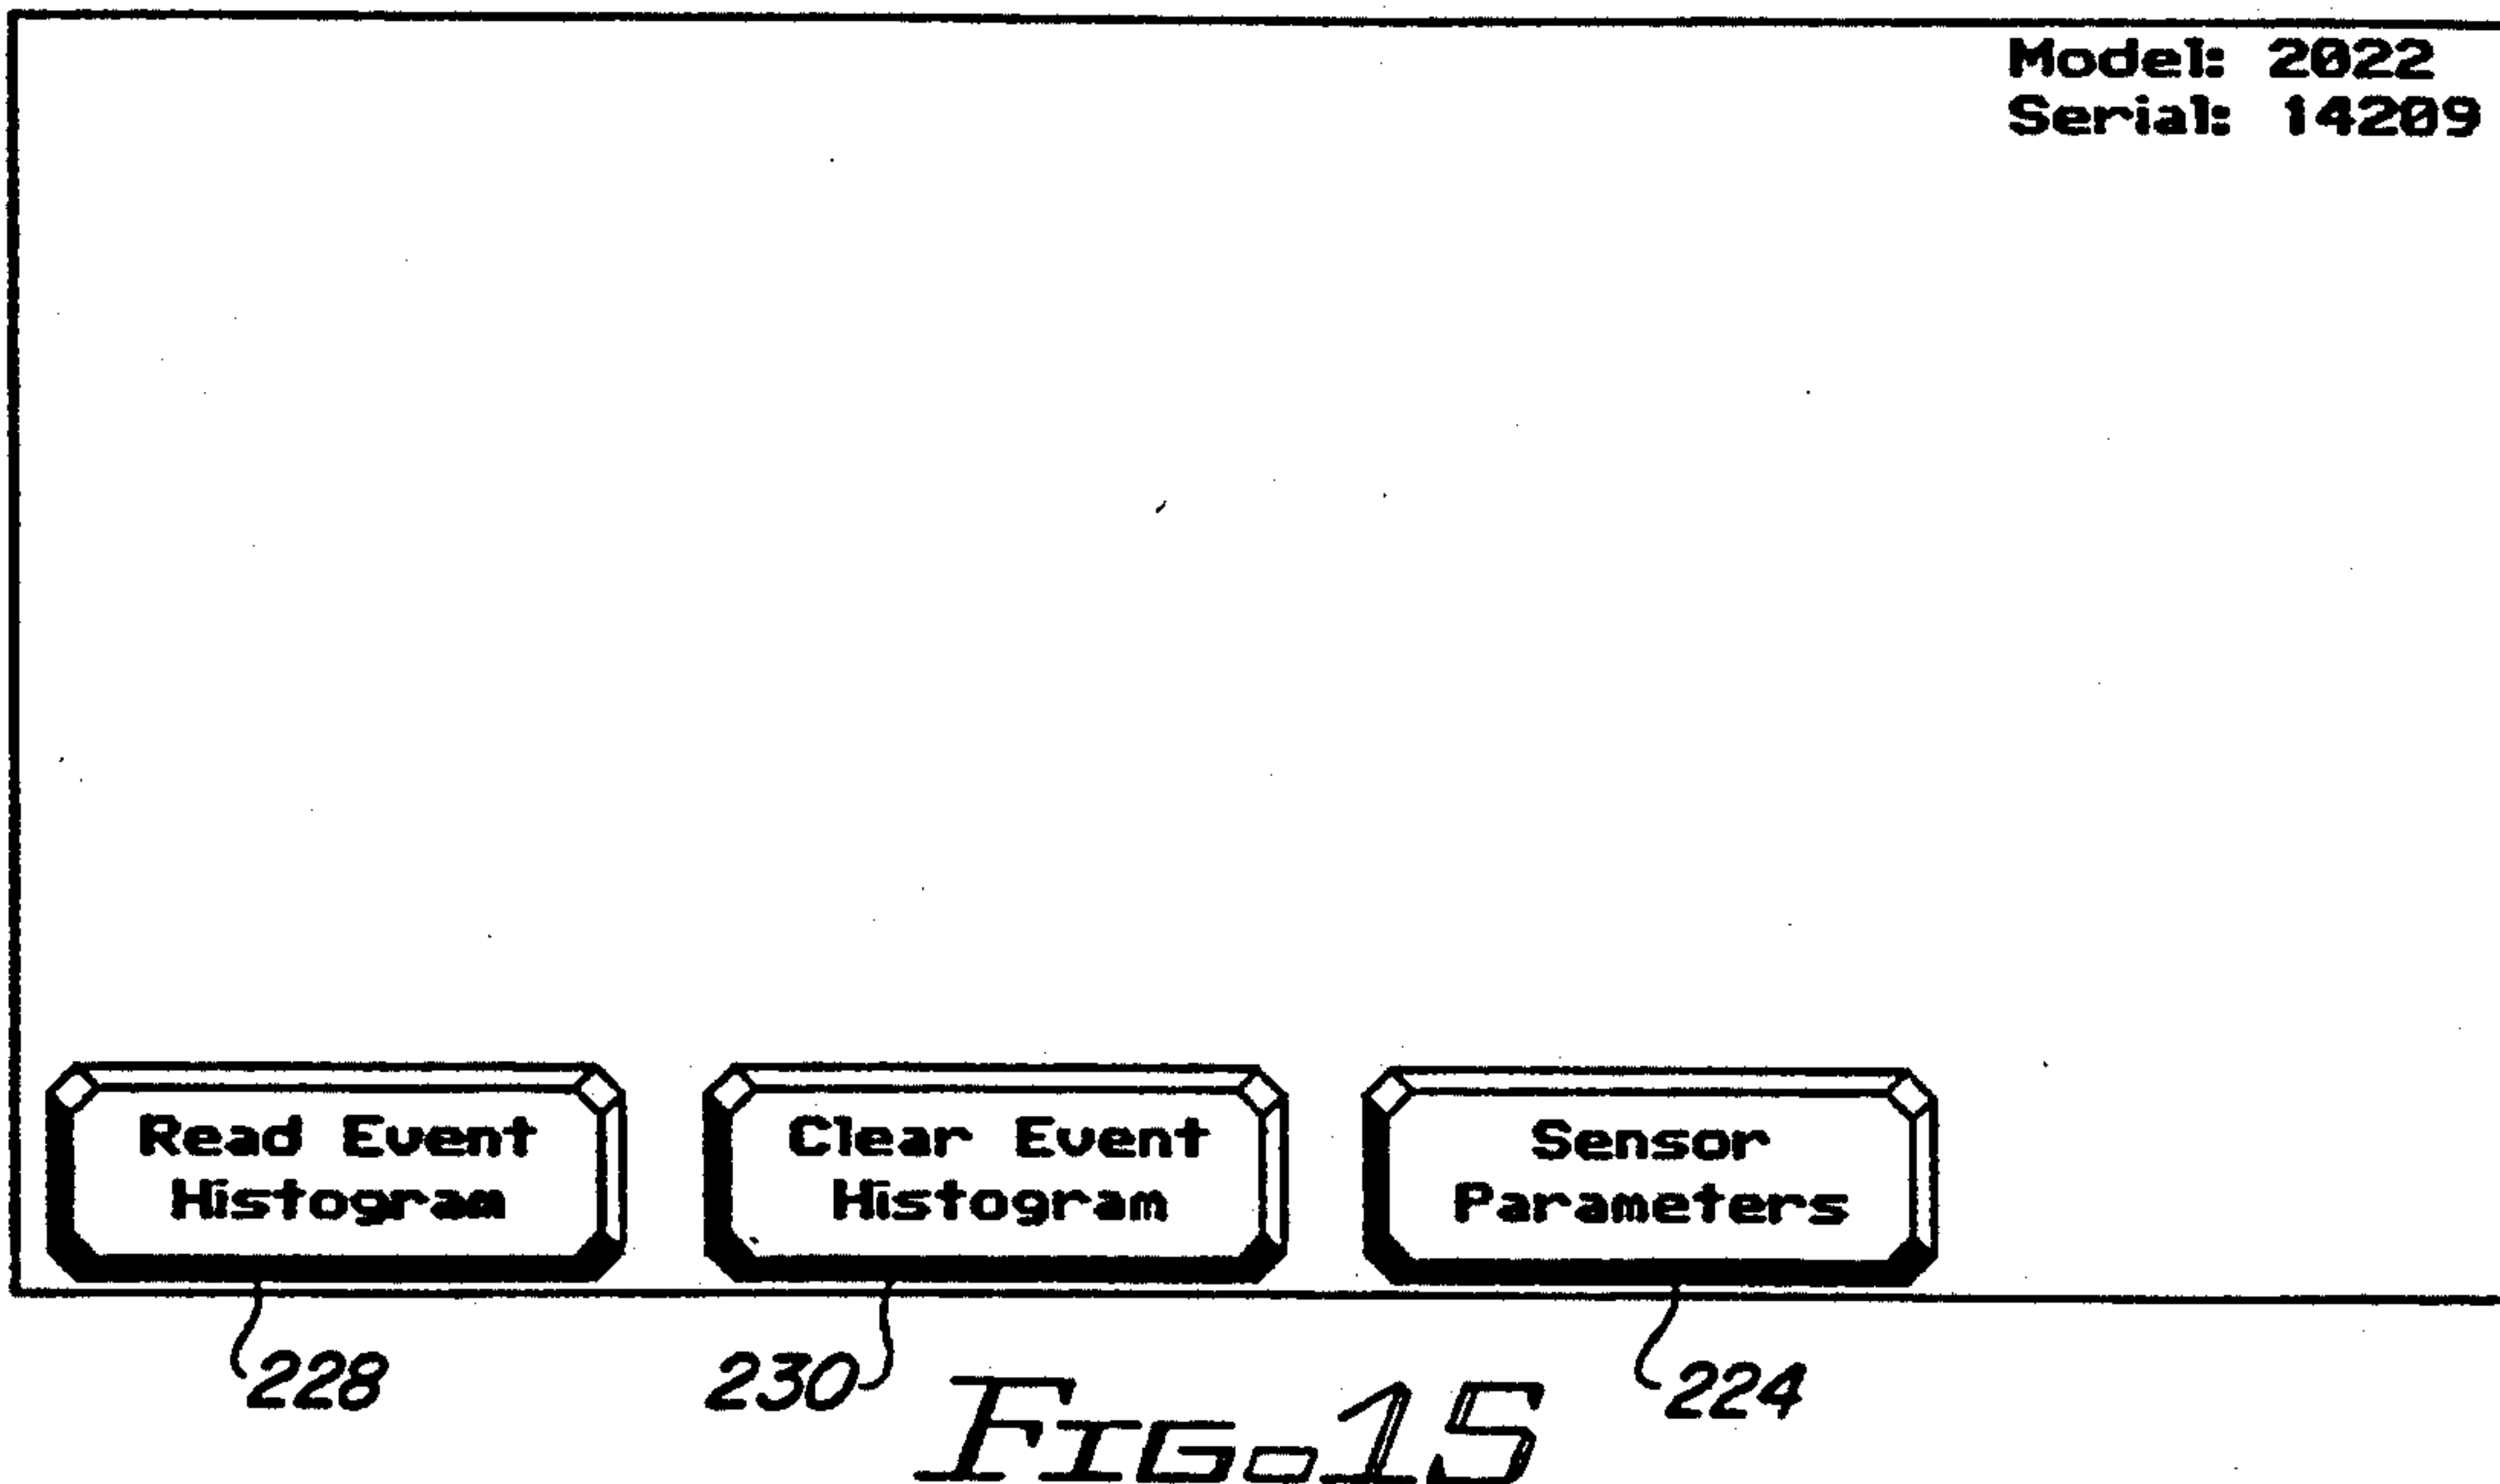 Model: 2022
Serial: 14209
Read Event
Histogram
Clear Event
Histogram
Sensor
Parameters
228
230
224
FIG. 15